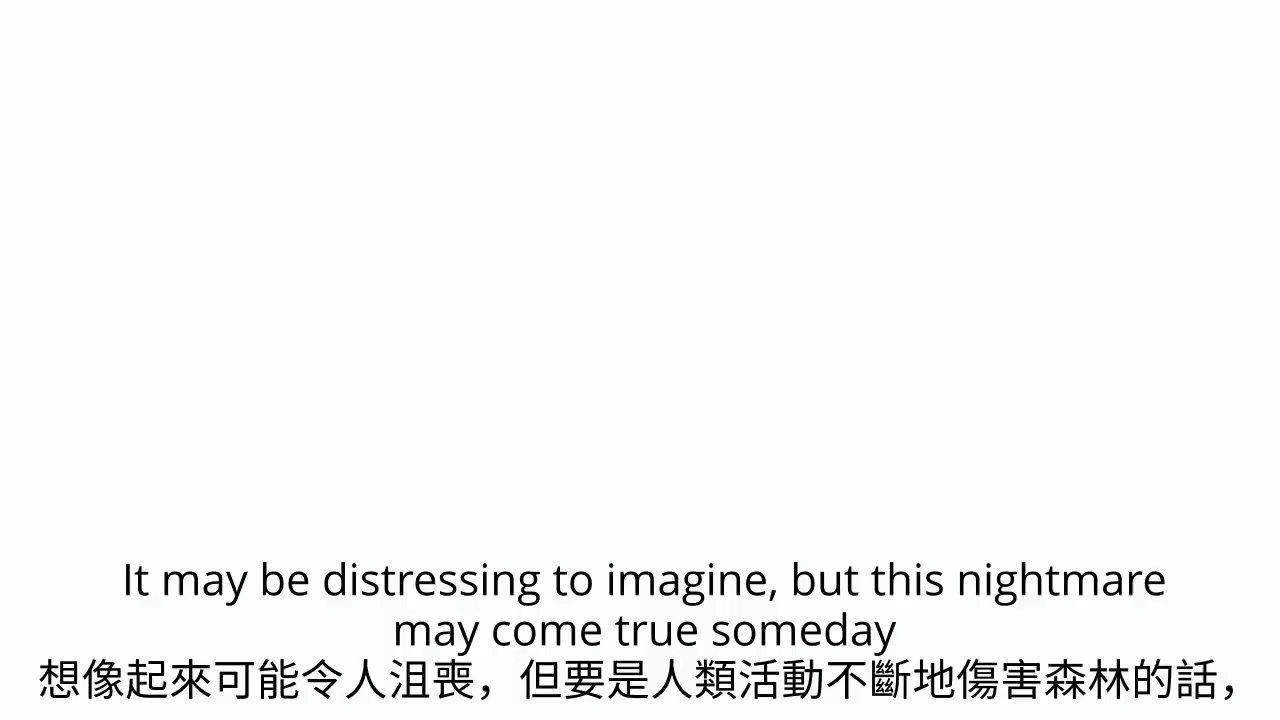 It may be distressing to imagine, but this nightmare
may come true someday
想像起來可能令人沮喪，但要是人類活動不斷地傷害森林的話，